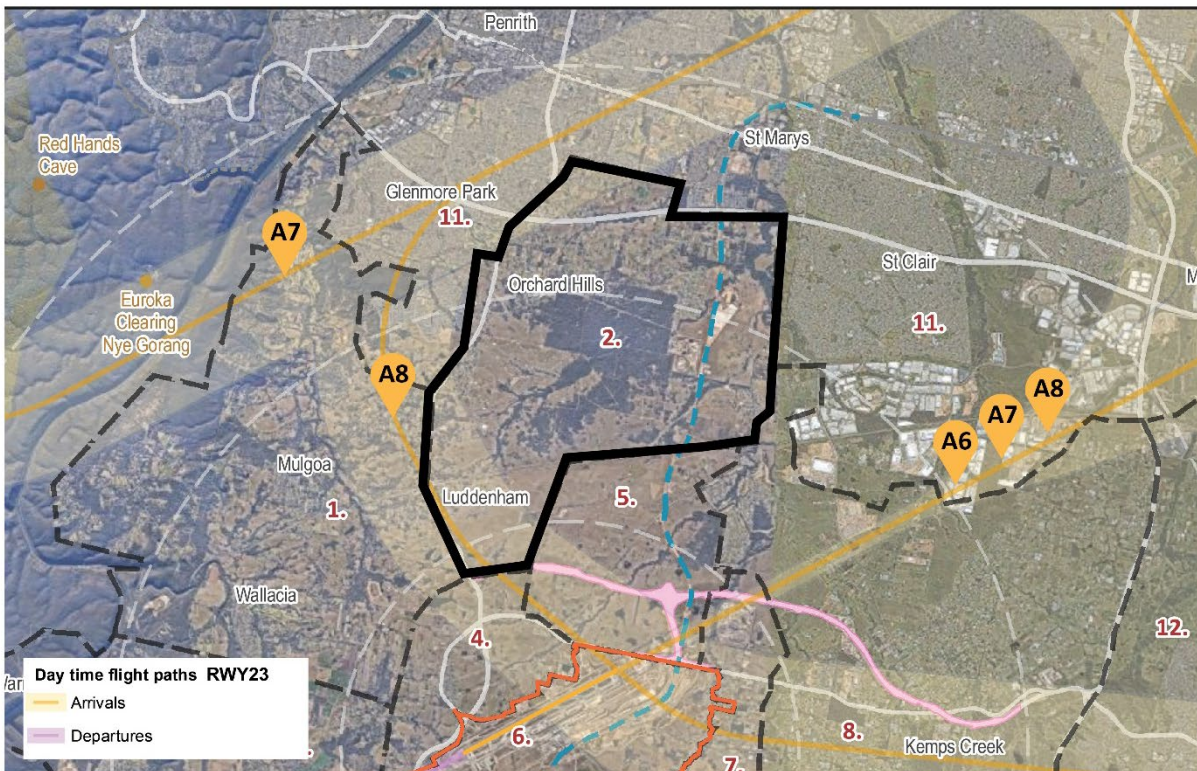 Penrith
Red Hands
Cave
St Marys
Glenmore Park
11.
A7
St Clair
Euroka
Clearing
Nye Gorang
Orchard Hills
2.
11.
A8
A8
A7
A6
Mulgoa
1.
Luddenham
5.
Wallacia
4.
12.
Day time flight paths RWY23
Arrivals
Departures
6.
8.
7.
Kemps Creek